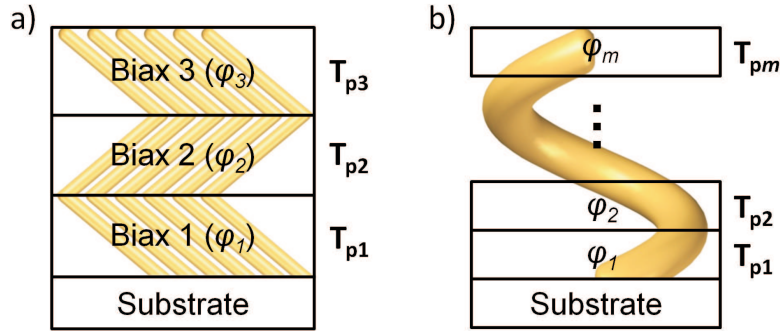 a)
Biax 3 (φ3)
Tp3
Biax 2 (φ2)
Tp2
Biax 1 (φ1)
Tp1
Substrate
b)
φm
Tpm
φ2
Tp2
φ1
Tp1
Substrate